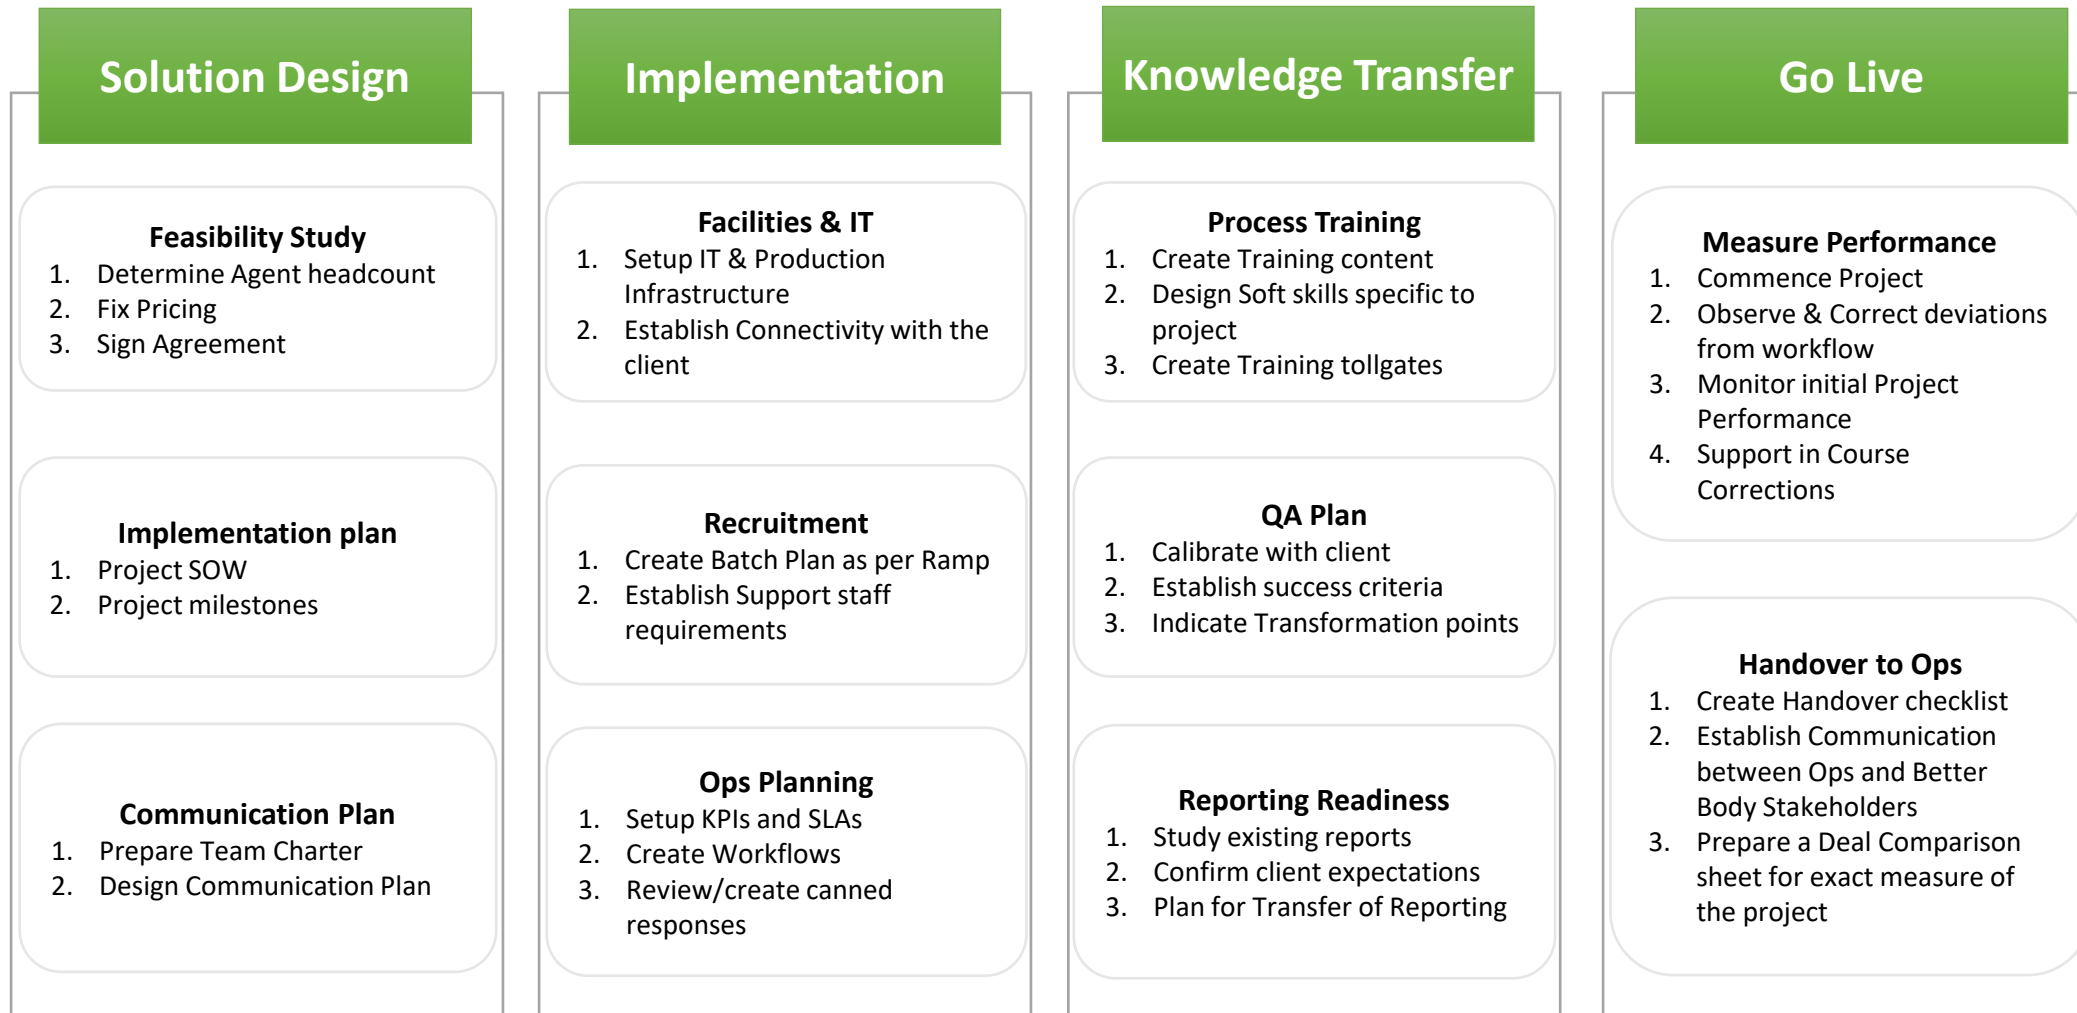 Solution Design
Feasibility Study
1. Determine Agent headcount
2. Fix Pricing
3. Sign Agreement
Implementation plan
1. Project SOW
2. Project milestones
Communication Plan
1. Prepare Team Charter
2. Design Communication Plan
Implementation
Facilities & IT
1. Setup IT & Production
Infrastructure
2. Establish Connectivity with the
client
Recruitment
1. Create Batch Plan as per Ramp
2. Establish Support staff
requirements
Ops Planning
1. Setup KPIs and SLAs
2. Create Workflows
3. Review/create canned
responses
Knowledge Transfer
Process Training
1. Create Training content
2. Design Soft skills specific to
project
3. Create Training tollgates
QA Plan
1. Calibrate with client
2. Establish success criteria
3. Indicate Transformation points
Reporting Readiness
1. Study existing reports
2. Confirm client expectations
3. Plan for Transfer of Reporting
Go Live
Measure Performance
1. Commence Project
2. Observe & Correct deviations
from workflow
3. Monitor initial Project
Performance
4. Support in Course
Corrections
Handover to Ops
1. Create Handover checklist
2. Establish Communication
between Ops and Better
Body Stakeholders
3. Prepare a Deal Comparison
sheet for exact measure of
the project